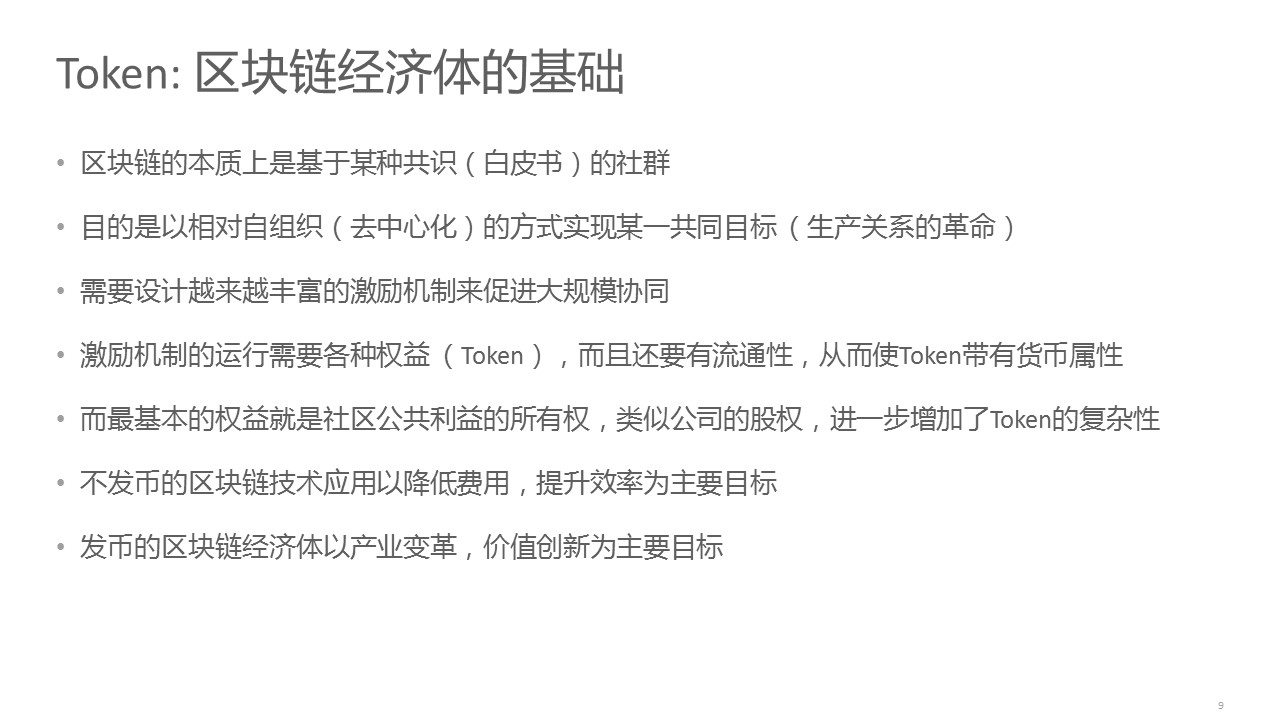 Token: 区块链经济体的基础
• 区块链的本质上是基于某种共识（白皮书）的社群
• 目的是以相对自组织（去中心化）的方式实现某一共同目标（生产关系的革命）
• 需要设计越来越丰富的激励机制来促进大规模协同
• 激励机制的运行需要各种权益（Token），而且还要有流通性，从而使Token带有货币属性
• 而最基本的权益就是社区公共利益的所有权，类似公司的股权，进一步增加了Token的复杂性
• 不发币的区块链技术应用以降低费用，提升效率为主要目标
• 发币的区块链经济体以产业变革，价值创新为主要目标
9